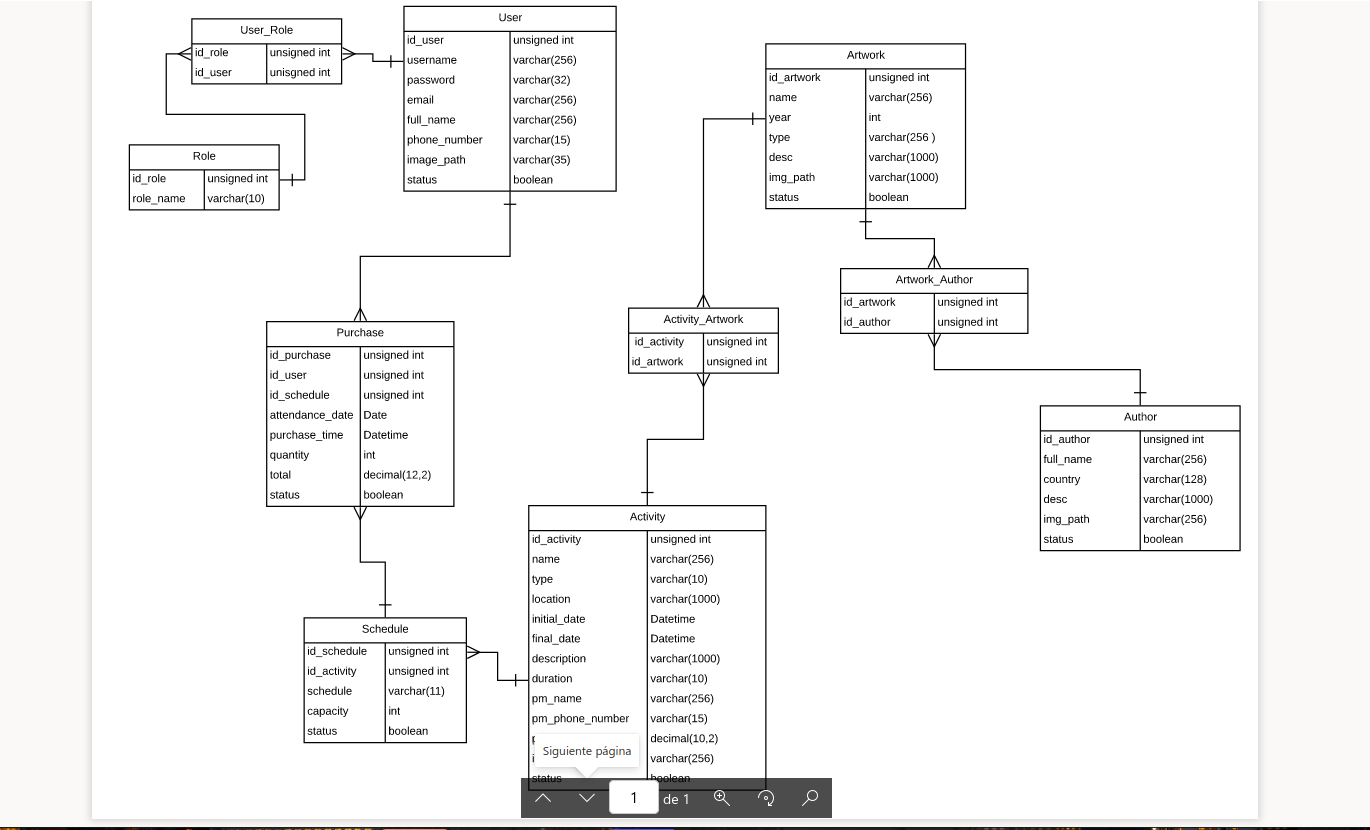 User_Role
id_role unsigned int
id_user unisgned int
User
id_user unsigned int
username varchar(256)
password varchar(32)
email varchar(256)
full_name varchar(256)
phone_number varchar(15)
image_path varchar(35)
status boolean
Artwork
id_artwork unsigned int
name varchar(256)
year int
type varchar(256 )
desc varchar(1000)
img_path varchar(1000)
status boolean
Role
id_role unsigned int
role_name varchar(10)
Artwork_Author
id_artwork unsigned int
id_author unsigned int
Activity_Artwork
id_activity unsigned int
id_artwork unsigned int
Purchase
id_purchase unsigned int
id_user unsigned int
id_schedule unsigned int
attendance_date Date
purchase_time Datetime
quantity int
total decimal(12,2)
status boolean
Author
id_author unsigned int
full_name varchar(256)
country varchar(128)
desc varchar(1000)
img_path varchar(256)
status boolean
Activity
id_activity unsigned int
name varchar(256)
type varchar(10)
location varchar(1000)
initial_date Datetime
final_date Datetime
description varchar(1000)
duration varchar(10)
pm_name varchar(256)
pm_phone_number varchar(15)
decimal(10,2)
varchar(256)
status boolean
Schedule
id_schedule unsigned int
id_activity unsigned int
schedule varchar(11)
capacity int
status boolean
Siguiente página
1 de 1